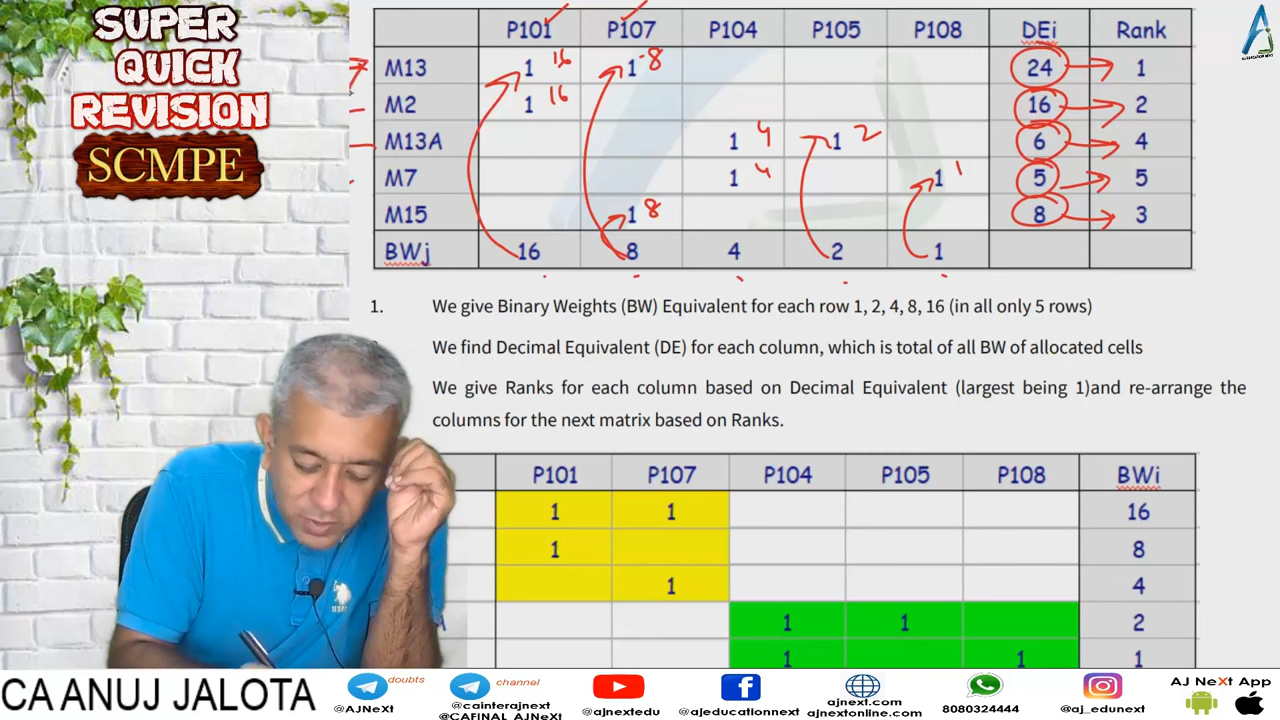 SUPER
QUICK
REVISION
SCMPE
P101 P107 P104 P105 P108 DEi Rank
M13 1 16 1 8 24 1
M2 1 16 16 2
M13A 1 4 1 2 6 4
M7 1 4 1 1 5 5
M15 1 8 8 3
BWj 16 8 4 2 1
1. We give Binary Weights (BW) Equivalent for each row 1, 2, 4, 8, 16 (in all only 5 rows)
We find Decimal Equivalent (DE) for each column, which is total of all BW of allocated cells
We give Ranks for each column based on Decimal Equivalent (largest being 1)and re-arrange the
columns for the next matrix based on Ranks.
P101 P107 P104 P105 P108 BWi
1 1 16
1 8
1 4
1 1 2
1 1 1
CA ANUJ JALOTA
doubts
@AJNeXt
channel
@cainterajnext
@CAFINAL_AJNeXt
@ajnextedu
@ajeducationnext
ajnext.com
ajnextonline.com
8080324444
@aj_edunext
AJ NeXt App